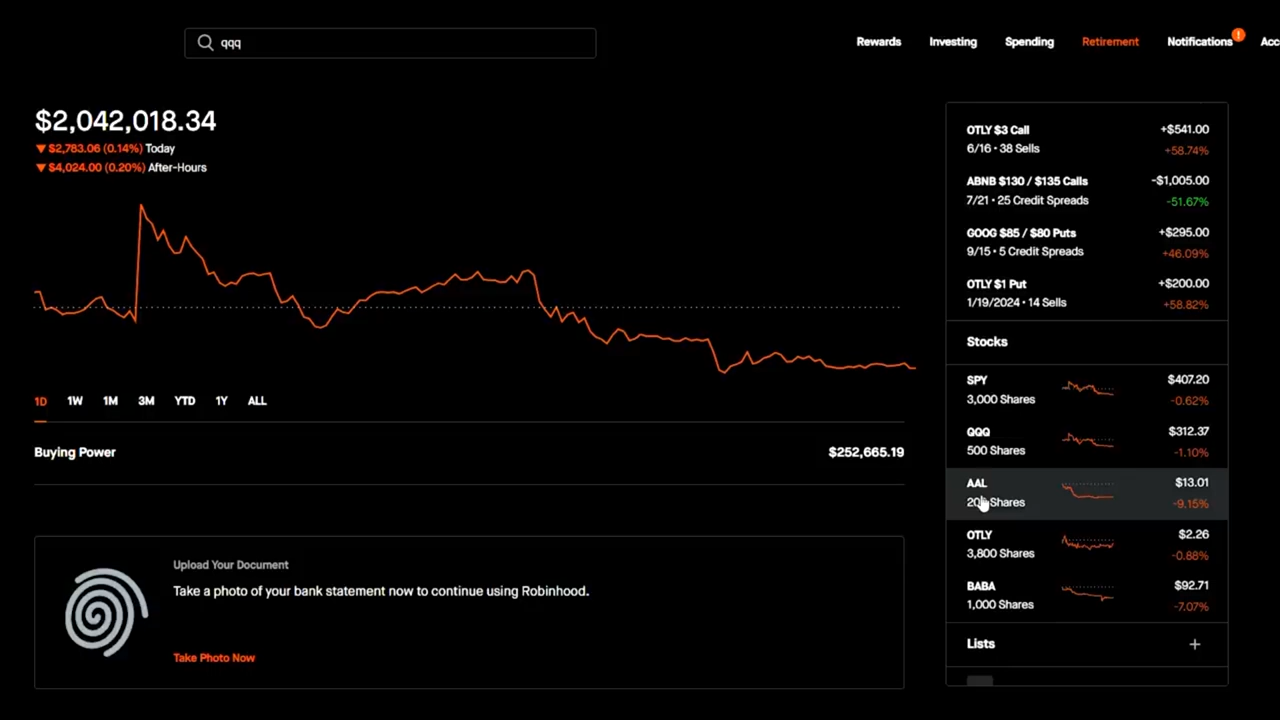 qqq
Rewards Investing Spending Retirement Notifications ! Acc
$2,042,018.34
▼ $2,783.06 (0.14%) Today
▼ $4,024.00 (0.20%) After-Hours
1D 1W 1M 3M YTD 1Y ALL
Buying Power $252,665.19
Upload Your Document
Take a photo of your bank statement now to continue using Robinhood.
Take Photo Now
OTLY $3 Call +$541.00
6/16 • 38 Sells +58.74%
ABNB $130 / $135 Calls -$1,005.00
7/21 • 25 Credit Spreads -51.67%
GOOG $85 / $80 Puts +$295.00
9/15 • 5 Credit Spreads +46.09%
OTLY $1 Put +$200.00
1/19/2024 • 14 Sells +58.82%
Stocks
SPY $407.20
3,000 Shares -0.62%
QQQ $312.37
500 Shares -1.10%
AAL $13.01
Shares -9.15%
OTLY $2.26
3,800 Shares -0.88%
BABA $92.71
1,000 Shares -7.07%
Lists +